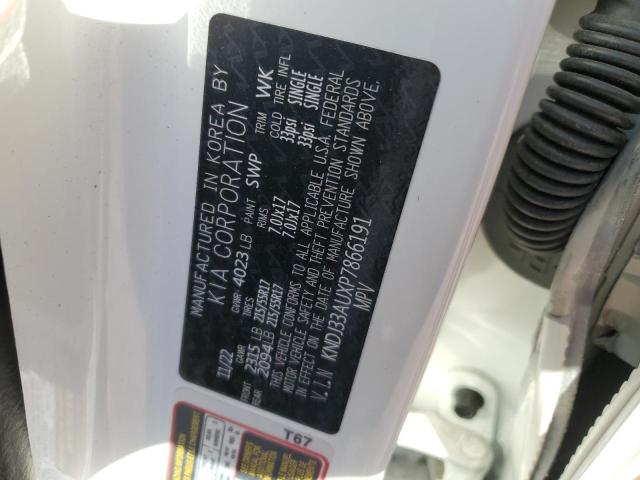 MANUFACTURED IN KOREA BY
KIA CORPORATION
11/22 GVWR: 4023 LB PAINT SWP TRIM WK
GAWR TIRES RIMS COLD TIRE INFL
FRONT 2315 LB 215/55R17 7.0Jx17 33psi SINGLE
REAR 2094 LB 215/55R17 7.0Jx17 33psi SINGLE
THIS VEHICLE CONFORMS TO ALL APPLICABLE U.S.A. FEDERAL
MOTOR VEHICLE SAFETY AND THEFT PREVENTION STANDARDS
IN EFFECT ON THE DATE OF MANUFACTURE SHOWN ABOVE.
V.I.N KNDJ33AUXP7866191
MPV
T67